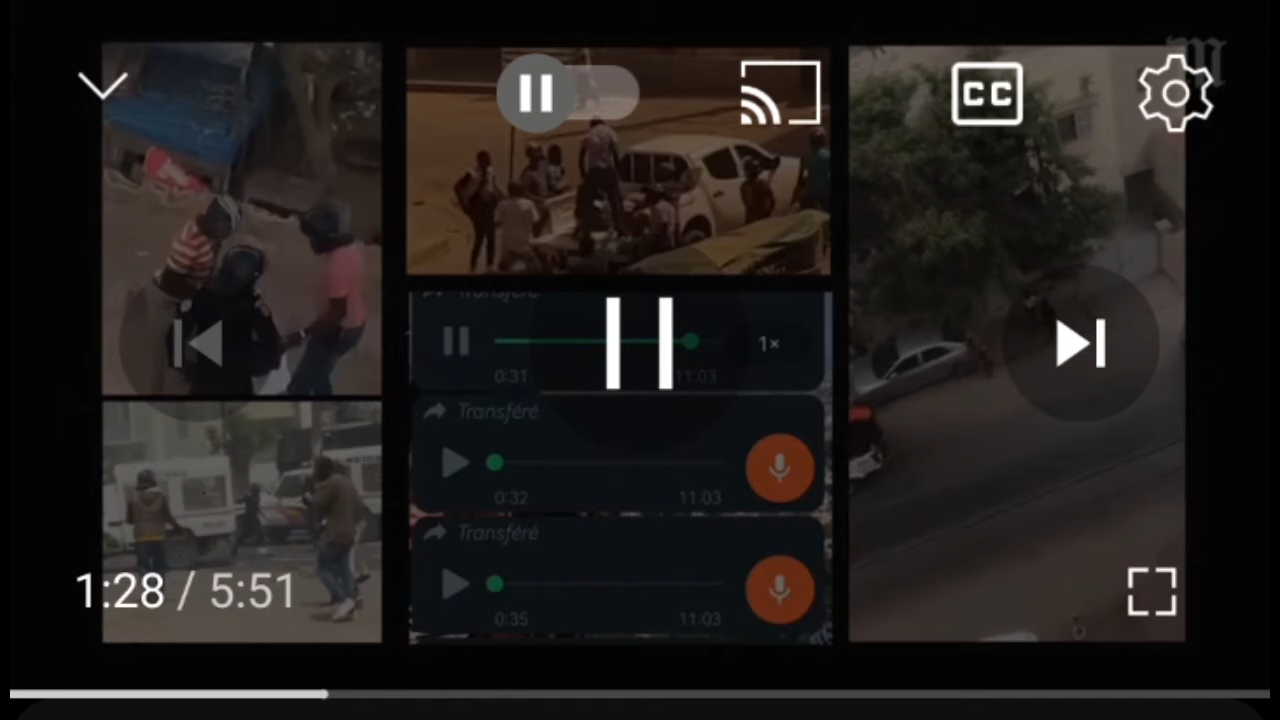 M
CC
Transféré
1×
0:31 11:03
Transféré
0:32 11:03
Transféré
0:35 11:03
1:28 / 5:51